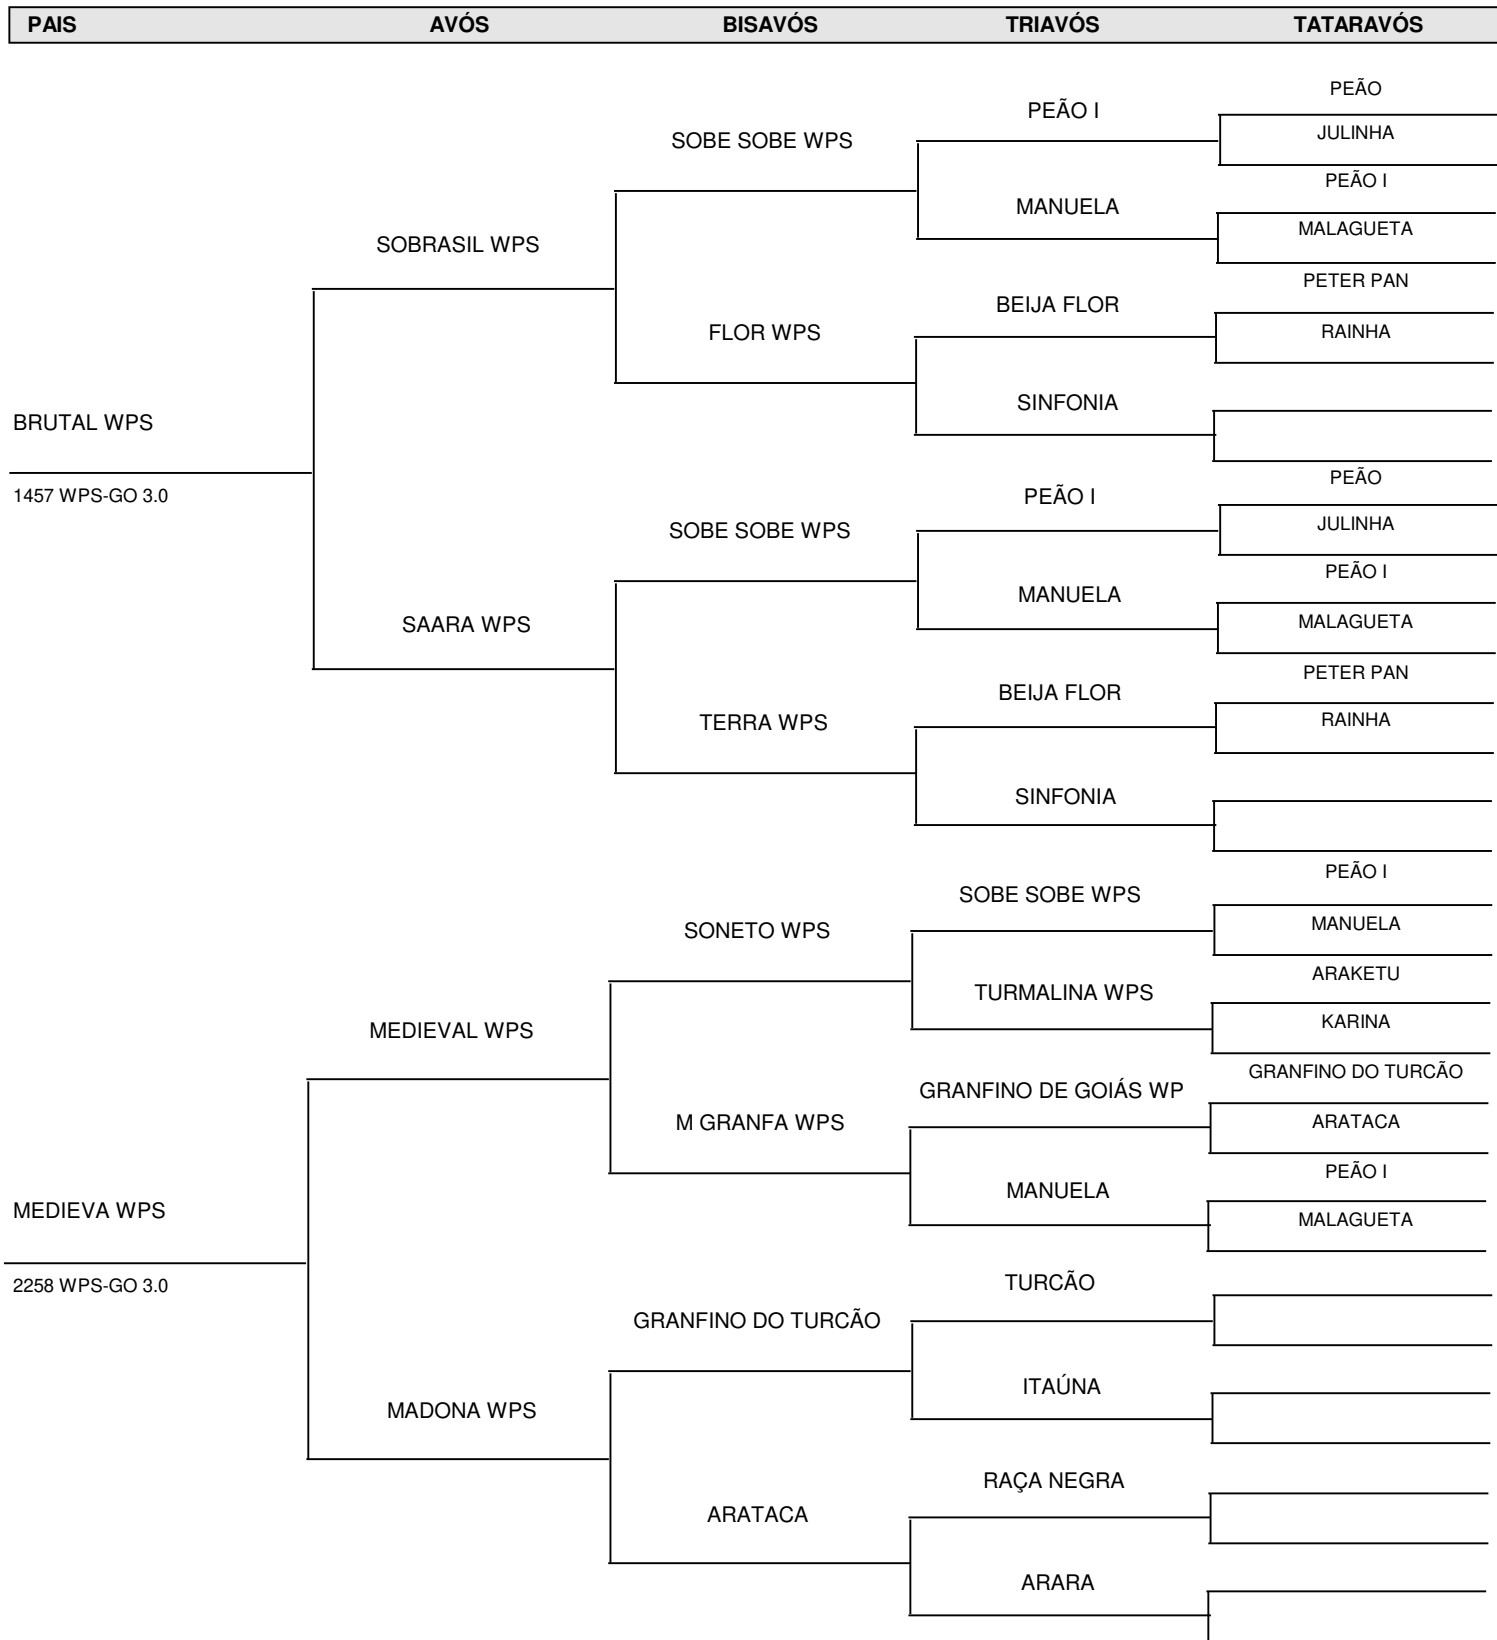 PAIS AVÓS BISAVÓS TRIAVÓS TATARAVÓS
PEÃO
PEÃO I
JULINHA
SOBE SOBE WPS
PEÃO I
MANUELA
MALAGUETA
SOBRASIL WPS
PETER PAN
BEIJA FLOR
FLOR WPS
RAINHA
SINFONIA
BRUTAL WPS
PEÃO
1457 WPS-GO 3.0
PEÃO I
JULINHA
SOBE SOBE WPS
PEÃO I
MANUELA
MALAGUETA
SAARA WPS
PETER PAN
BEIJA FLOR
RAINHA
TERRA WPS
SINFONIA
PEÃO I
SOBE SOBE WPS
MANUELA
SONETO WPS
ARAKETU
TURMALINA WPS
KARINA
MEDIEVAL WPS
GRANFINO DO TURCÃO
GRANFINO DE GOIÁS WP
M GRANFA WPS
ARATACA
PEÃO I
MANUELA
MEDIEVA WPS
MALAGUETA
2258 WPS-GO 3.0
TURCÃO
GRANFINO DO TURCÃO
ITAÚNA
MADONA WPS
RAÇA NEGRA
ARATACA
ARARA